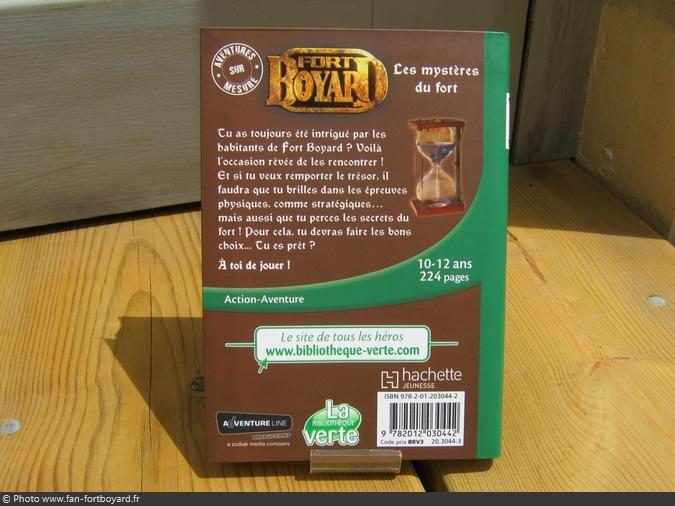 AVENTURES
SUR
MESURE
FORT
BOYARD
Les mystères
du fort
Tu as toujours été intrigué par les
habitants de Fort Boyard ? Voilà
l'occasion rêvée de les rencontrer !
Et si tu veux remporter le trésor, il
faudra que tu brilles dans les épreuves
physiques, comme stratégiques...
mais aussi que tu perces les secrets du
fort ! Pour cela, tu devras faire les bons
choix... Tu es prêt ?
À toi de jouer !
10-12 ans
224 pages
Action-Aventure
Le site de tous les héros
www.bibliotheque-verte.com
hachette
JEUNESSE
ISBN 978-2-01-203044-2
9 782012 030442
Code prix BRV3 20.3044-3
ADVENTURE LINE
PRODUCTIONS
a zodiak media company
La
BIBLIOTHÈQUE
verte
© Photo www.fan-fortboyard.fr